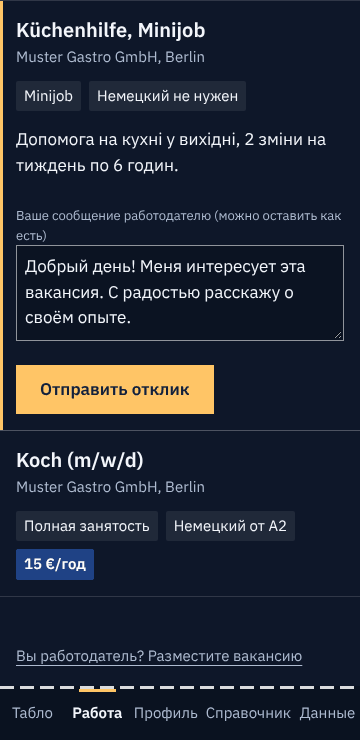 Küchenhilfe, Minijob
Muster Gastro GmbH, Berlin
Minijob
Немецкий не нужен
Допомога на кухні у вихідні, 2 зміни на
тиждень по 6 годин.
Ваше сообщение работодателю (можно оставить как
есть)
Добрый день! Меня интересует эта
вакансия. С радостью расскажу о
своём опыте.
Отправить отклик
Koch (m/w/d)
Muster Gastro GmbH, Berlin
Полная занятость
Немецкий от A2
15 €/год
Вы работодатель? Разместите вакансию
Табло
Работа
Профиль
Справочник
Данные